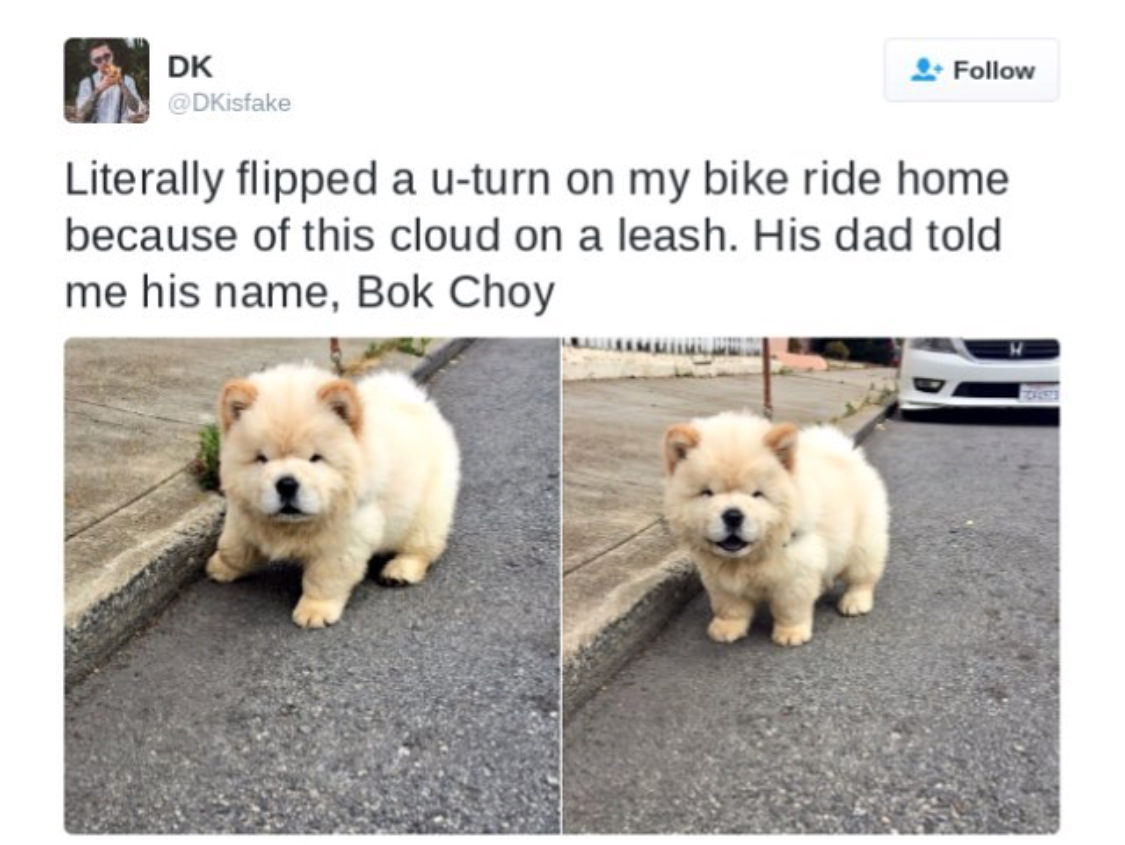 DK
@DKisfake
Follow
Literally flipped a u-turn on my bike ride home
because of this cloud on a leash. His dad told
me his name, Bok Choy